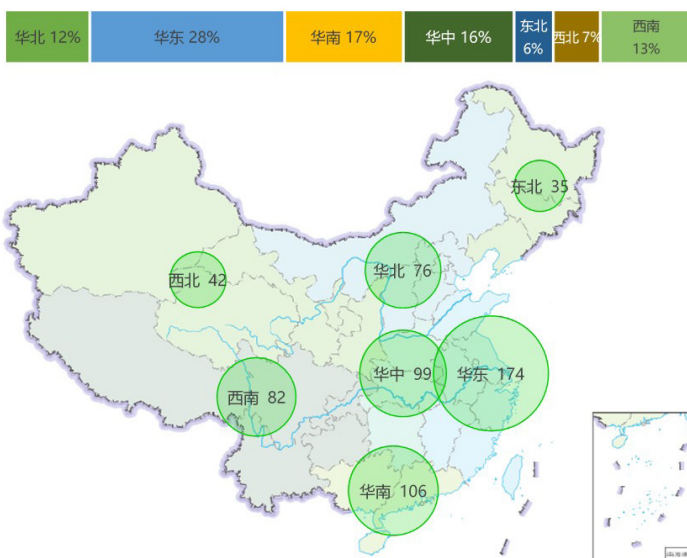 华北 12%
华东 28%
华南 17%
华中 16%
东北
6%
西北 7%
西南
13%
东北 35
西北 42
华北 76
华中 99
华东 174
西南 82
华南 106